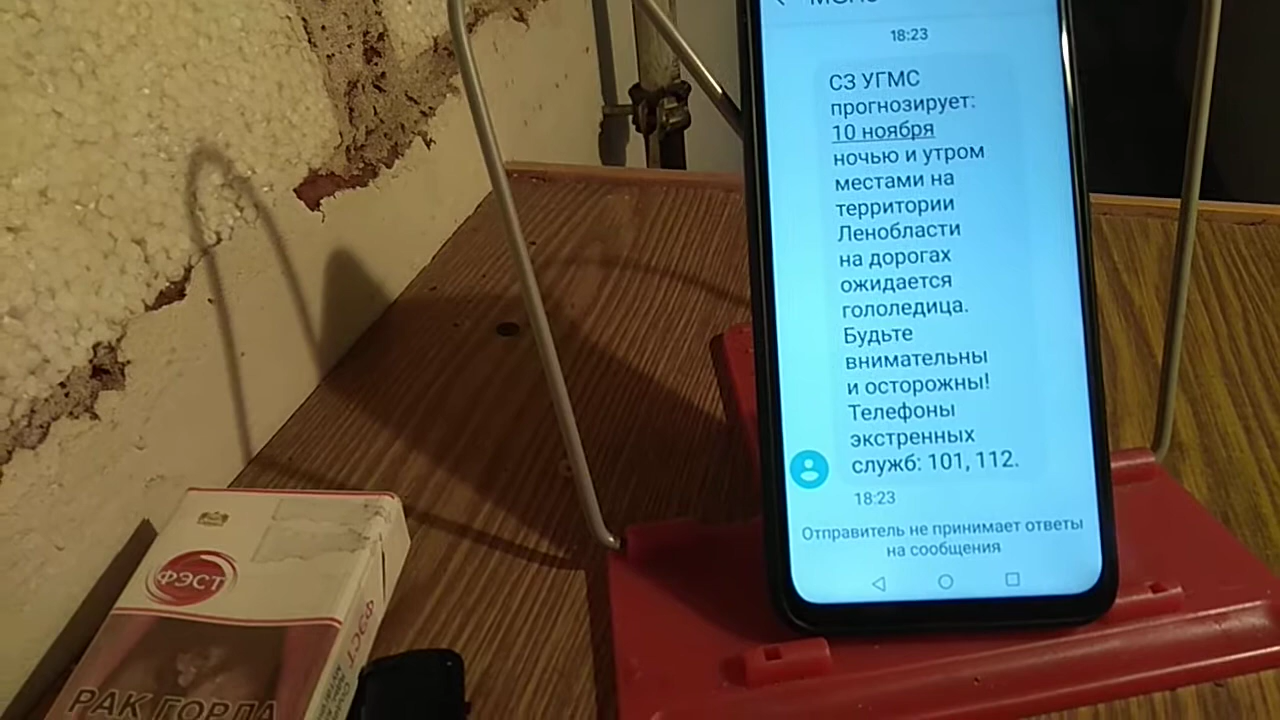 18:23
СЗ УГМС
прогнозирует:
10 ноября
ночью и утром
местами на
территории
Ленобласти
на дорогах
ожидается
гололедица.
Будьте
внимательны
и осторожны!
Телефоны
экстренных
служб: 101, 112.
18:23
Отправитель не принимает ответы
на сообщения
ФЭСТ
ФЭСТ
РАК ГОРЛА